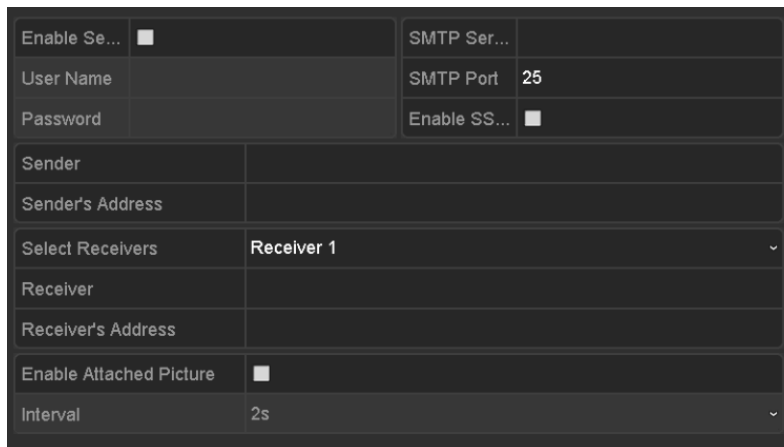 Enable Se... SMTP Ser...
User Name SMTP Port 25
Password Enable SS...
Sender
Sender's Address
Select Receivers Receiver 1
Receiver
Receiver's Address
Enable Attached Picture
Interval 2s